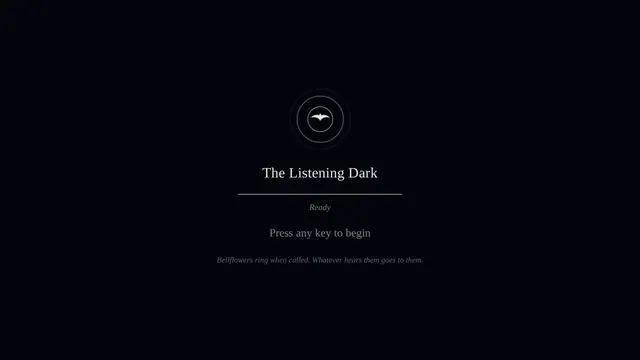 The Listening Dark
Ready
Press any key to begin
Bellflowers ring when called. Whatever hears them goes to them.